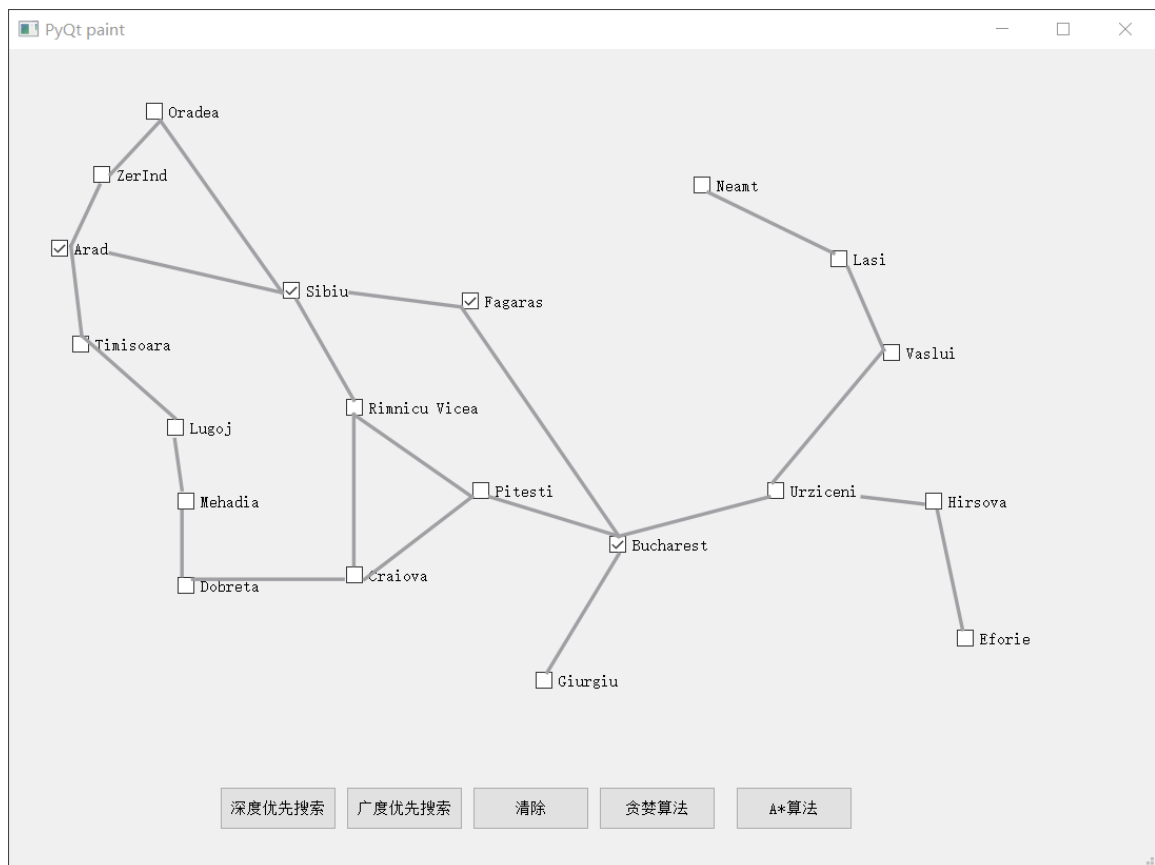 PyQt paint
Oradea
ZerInd
Neamt
Arad
Lasi
Sibiu
Fagaras
Timisoara
Vaslui
Rimnicu Vicea
Lugoj
Pitesti
Urziceni
Mehadia
Hirsova
Bucharest
Craiova
Dobreta
Eforie
Giurgiu
深度优先搜索
广度优先搜索
清除
贪婪算法
A*算法